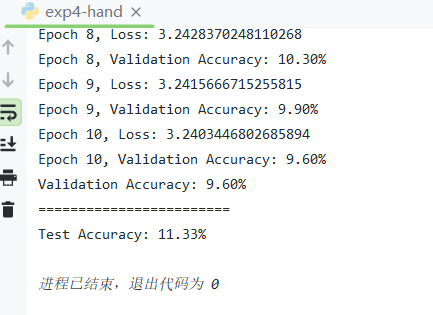 exp4-hand
Epoch 8, Loss: 3.2428370248110268
Epoch 8, Validation Accuracy: 10.30%
Epoch 9, Loss: 3.2415666715255815
Epoch 9, Validation Accuracy: 9.90%
Epoch 10, Loss: 3.2403446802685894
Epoch 10, Validation Accuracy: 9.60%
Validation Accuracy: 9.60%
========================
Test Accuracy: 11.33%
进程已结束，退出代码为 0